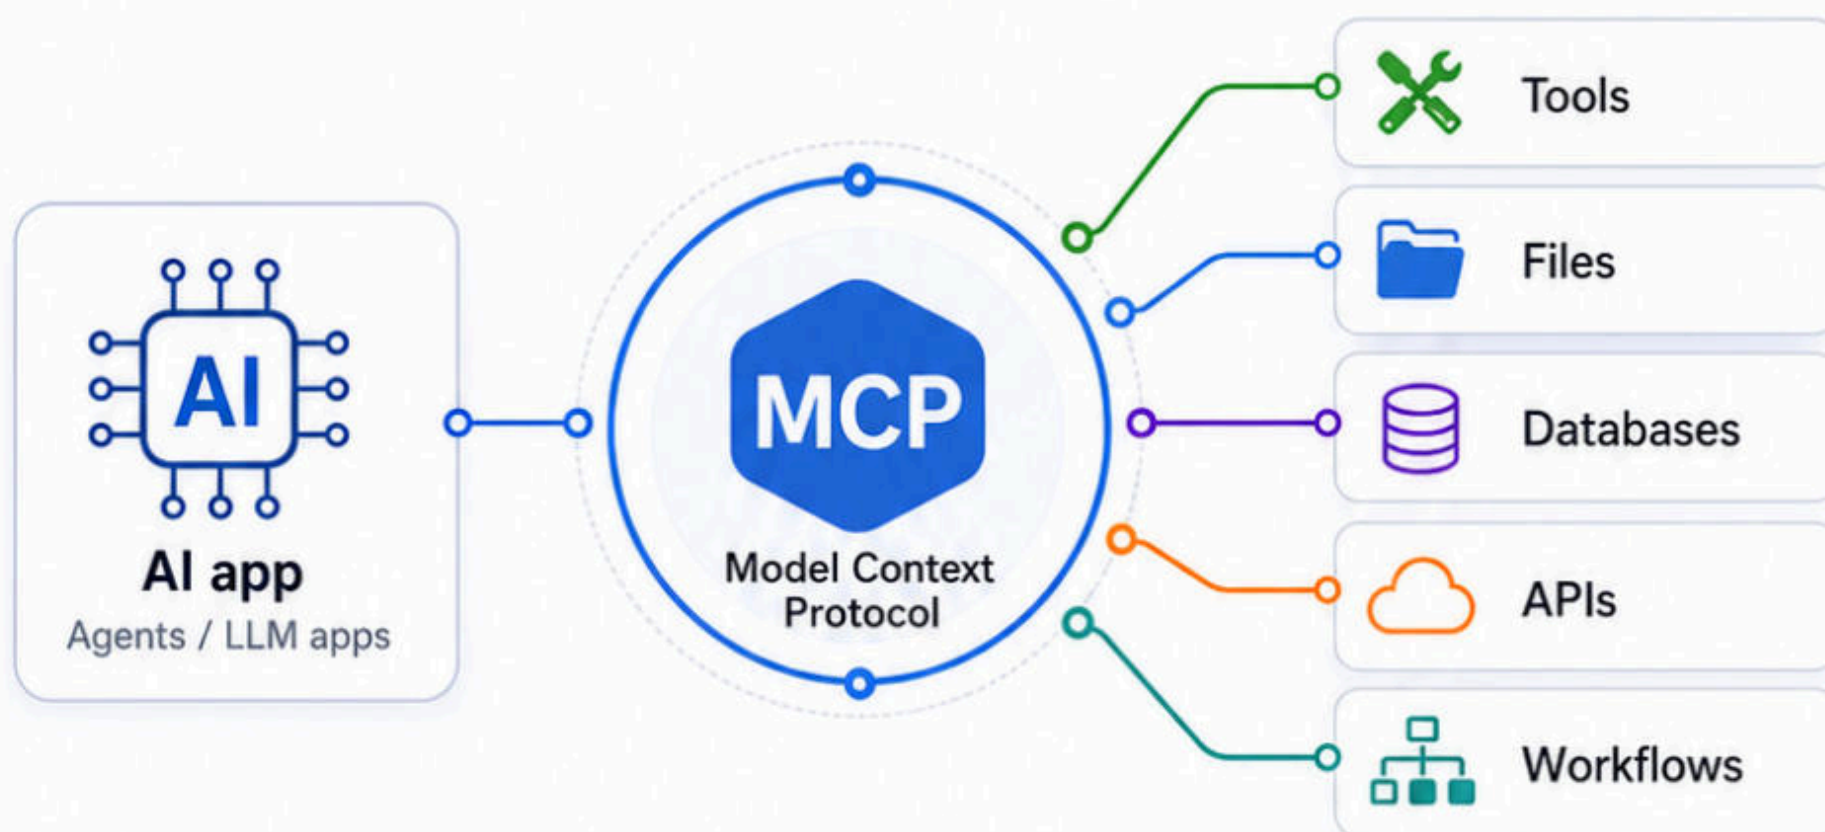 AI
AI app
Agents / LLM apps
MCP
Model Context
Protocol
Tools
Files
Databases
APIs
Workflows